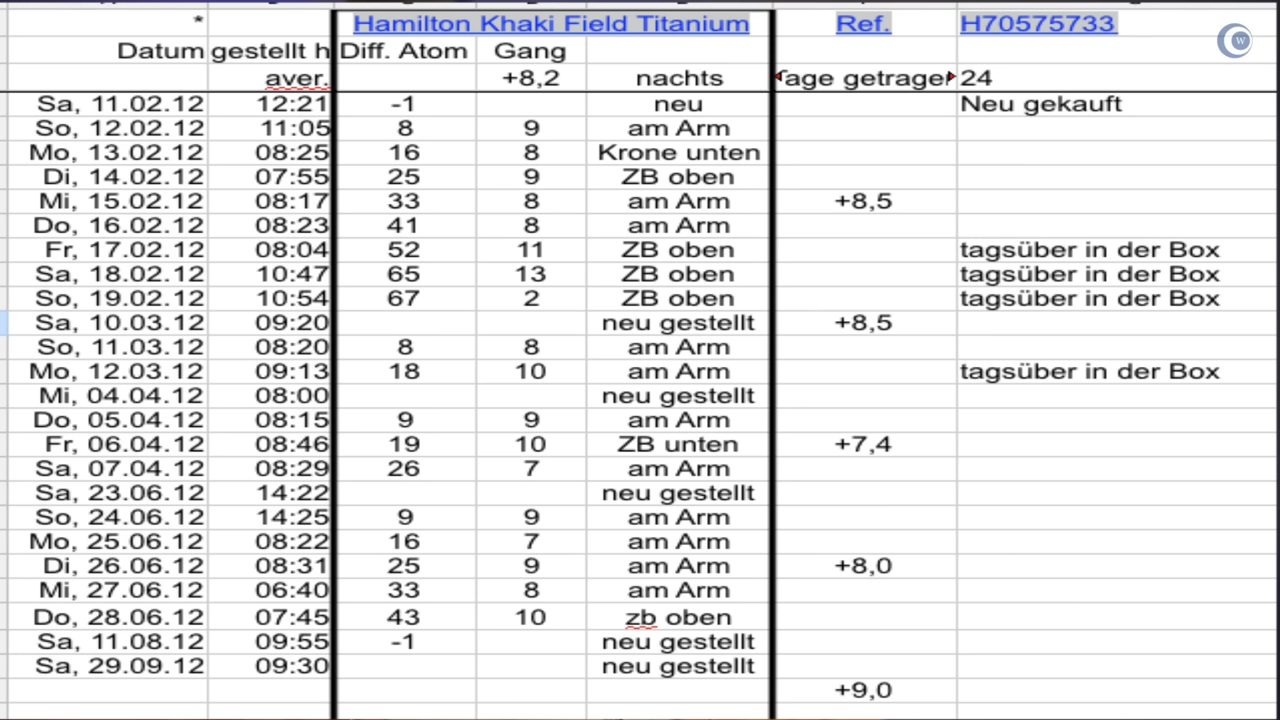 * Hamilton Khaki Field Titanium Ref. H70575733
Datum gestellt h Diff. Atom Gang
aver. +8,2 nachts Tage getragen 24
Sa, 11.02.12 12:21 -1 neu Neu gekauft
So, 12.02.12 11:05 8 9 am Arm
Mo, 13.02.12 08:25 16 8 Krone unten
Di, 14.02.12 07:55 25 9 ZB oben
Mi, 15.02.12 08:17 33 8 am Arm +8,5
Do, 16.02.12 08:23 41 8 am Arm
Fr, 17.02.12 08:04 52 11 ZB oben tagsüber in der Box
Sa, 18.02.12 10:47 65 13 ZB oben tagsüber in der Box
So, 19.02.12 10:54 67 2 ZB oben tagsüber in der Box
Sa, 10.03.12 09:20 neu gestellt +8,5
So, 11.03.12 08:20 8 8 am Arm
Mo, 12.03.12 09:13 18 10 am Arm tagsüber in der Box
Mi, 04.04.12 08:00 neu gestellt
Do, 05.04.12 08:15 9 9 am Arm
Fr, 06.04.12 08:46 19 10 ZB unten +7,4
Sa, 07.04.12 08:29 26 7 am Arm
Sa, 23.06.12 14:22 neu gestellt
So, 24.06.12 14:25 9 9 am Arm
Mo, 25.06.12 08:22 16 7 am Arm
Di, 26.06.12 08:31 25 9 am Arm +8,0
Mi, 27.06.12 06:40 33 8 am Arm
Do, 28.06.12 07:45 43 10 zb oben
Sa, 11.08.12 09:55 -1 neu gestellt
Sa, 29.09.12 09:30 neu gestellt
+9,0